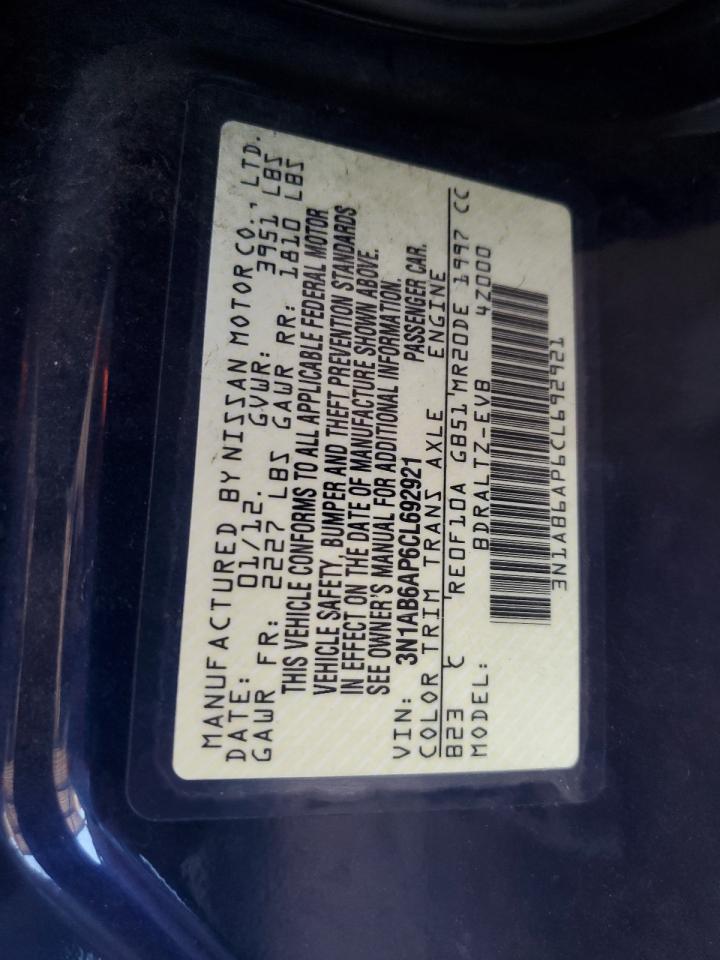 MANUFACTURED BY NISSAN MOTOR CO., LTD.
DATE: 01/12. GVWR: 3951 LBS
GAWR FR: 2227 LBS GAWR RR: 1810 LBS
THIS VEHICLE CONFORMS TO ALL APPLICABLE FEDERAL MOTOR
VEHICLE SAFETY, BUMPER AND THEFT PREVENTION STANDARDS
IN EFFECT ON THE DATE OF MANUFACTURE SHOWN ABOVE.
SEE OWNER'S MANUAL FOR ADDITIONAL INFORMATION.
VIN: 3N1AB6AP6CL692921 PASSENGER CAR.
COLOR TRIM TRANS AXLE ENGINE
B23 C RE0F10A GB51 MR20DE 1997 CC
MODEL: BDRALTZ-EVB 4Z000
3N1AB6AP6CL692921